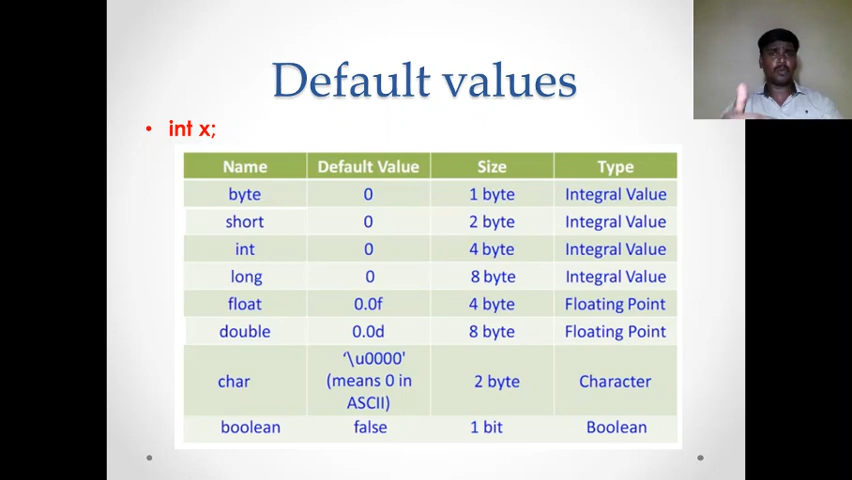 Default values
• int x;
Name Default Value Size Type
byte 0 1 byte Integral Value
short 0 2 byte Integral Value
int 0 4 byte Integral Value
long 0 8 byte Integral Value
float 0.0f 4 byte Floating Point
double 0.0d 8 byte Floating Point
char '\u0000' (means 0 in ASCII) 2 byte Character
boolean false 1 bit Boolean